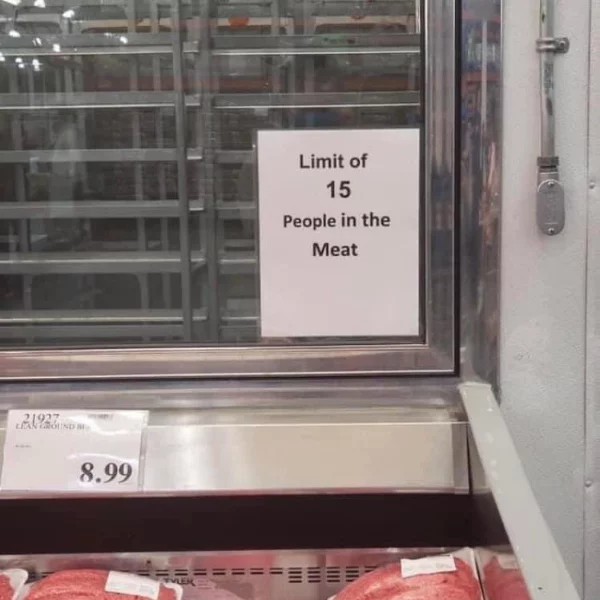 Limit of
15
People in the
Meat
21927
LEAN GROUND
8.99